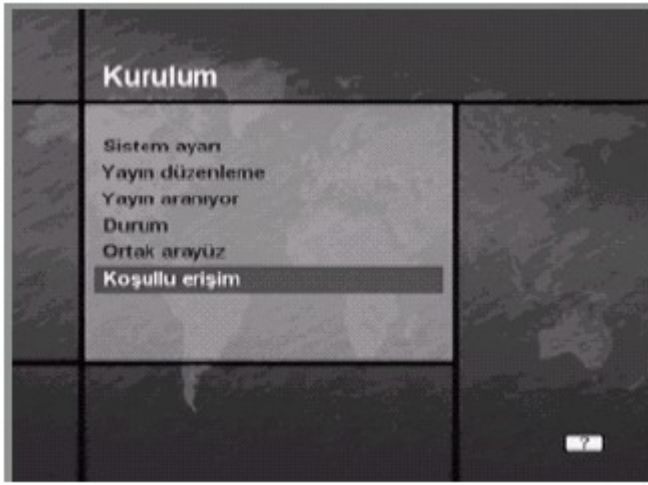 Kurulum
Sistem ayarı
Yayın düzenleme
Yayın aranıyor
Durum
Ortak arayüz
Koşullu erişim
?